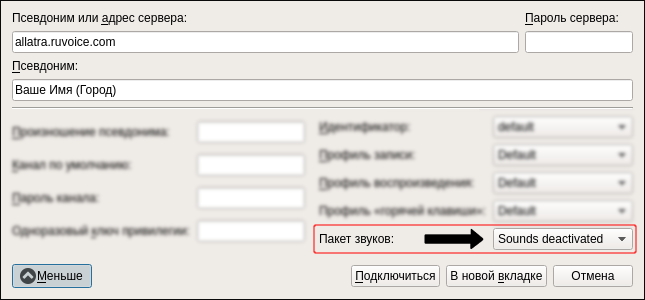 Псевдоним или адрес сервера: Пароль сервера:
allatra.ruvoice.com
Псевдоним:
Ваше Имя (Город)
Произношение псевдонима: Идентификатор: default
Канал по умолчанию: Профиль записи: Default
Пароль канала: Профиль воспроизведения: Default
Одноразовый ключ привилегии: Профиль «горячей клавиши»: Default
Пакет звуков: Sounds deactivated
Меньше Подключиться В новой вкладке Отмена